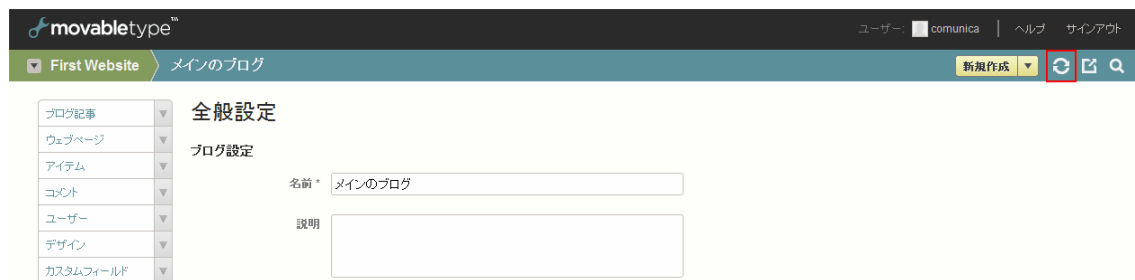 movabletype™
ユーザー: comunica | ヘルプ サインアウト
First Website メインのブログ
新規作成
ブログ記事
ウェブページ
アイテム
コメント
ユーザー
デザイン
カスタムフィールド
全般設定
ブログ設定
名前* メインのブログ
説明